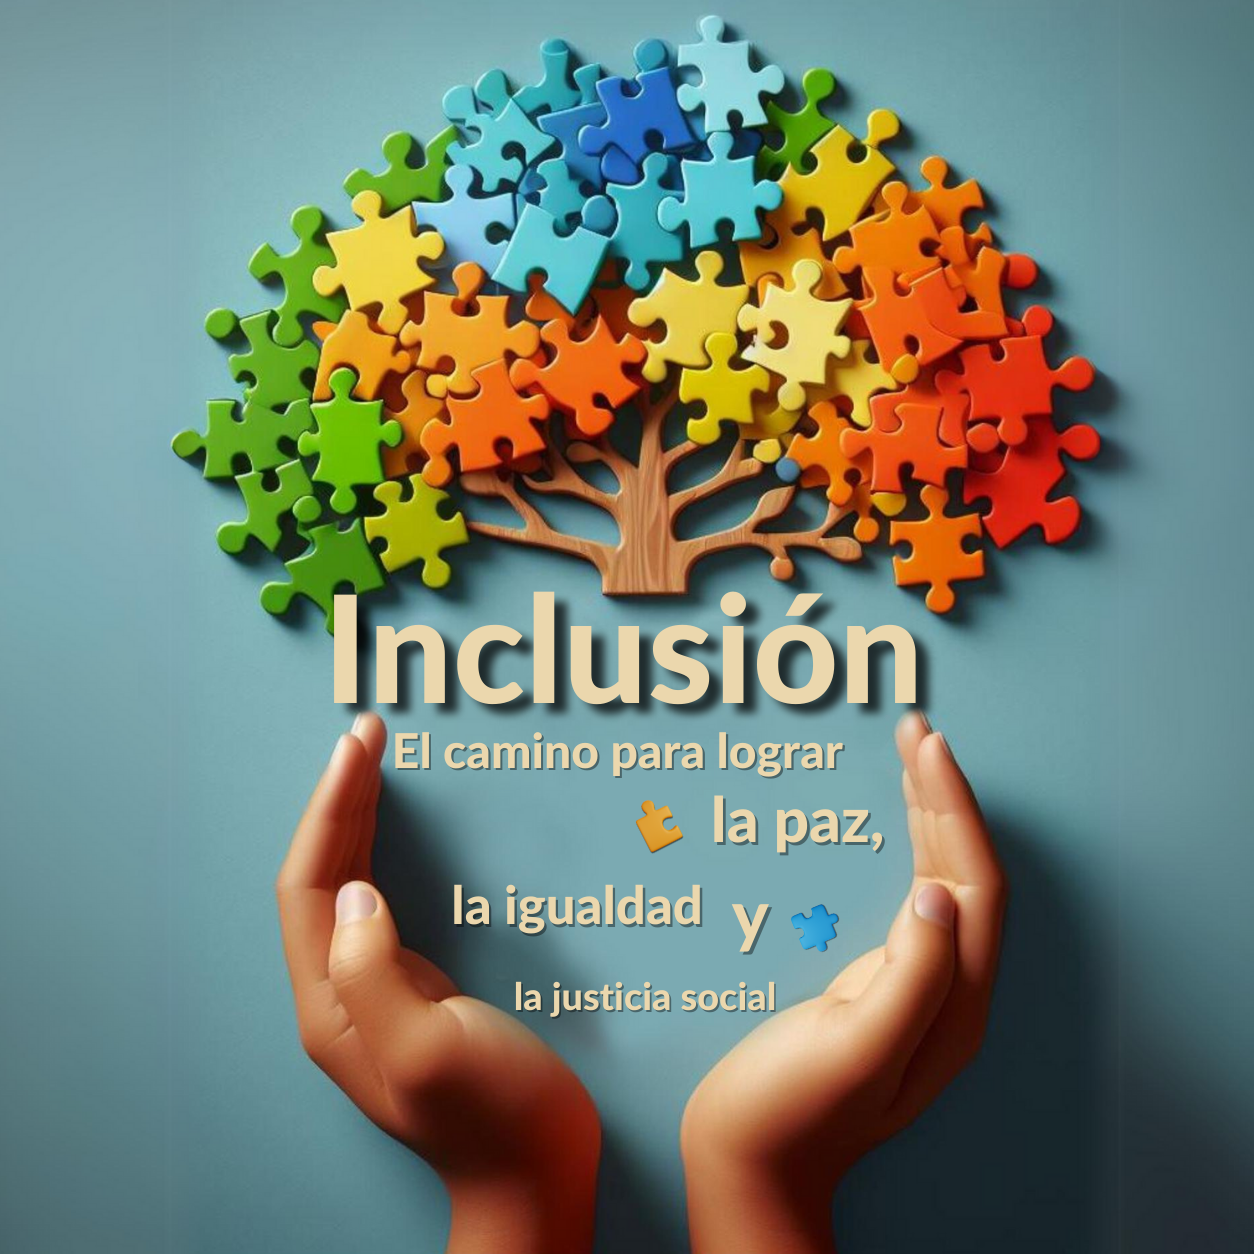 Inclusión
El camino para lograr
la paz,
la igualdad y
la justicia social